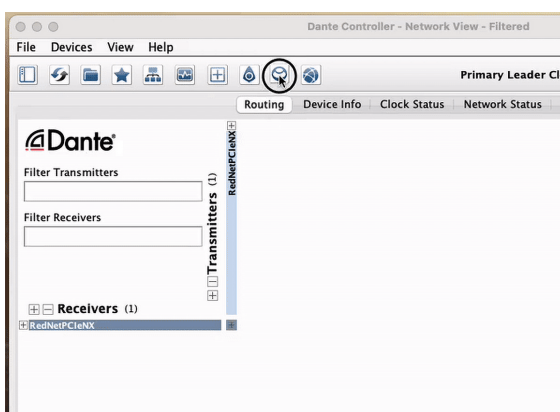 Dante Controller - Network View - Filtered
File Devices View Help
Primary Leader Cl
Routing Device Info Clock Status Network Status
Dante
Filter Transmitters
Filter Receivers
RedNetPCIeNX
Transmitters (1)
Receivers (1)
RedNetPCIeNX